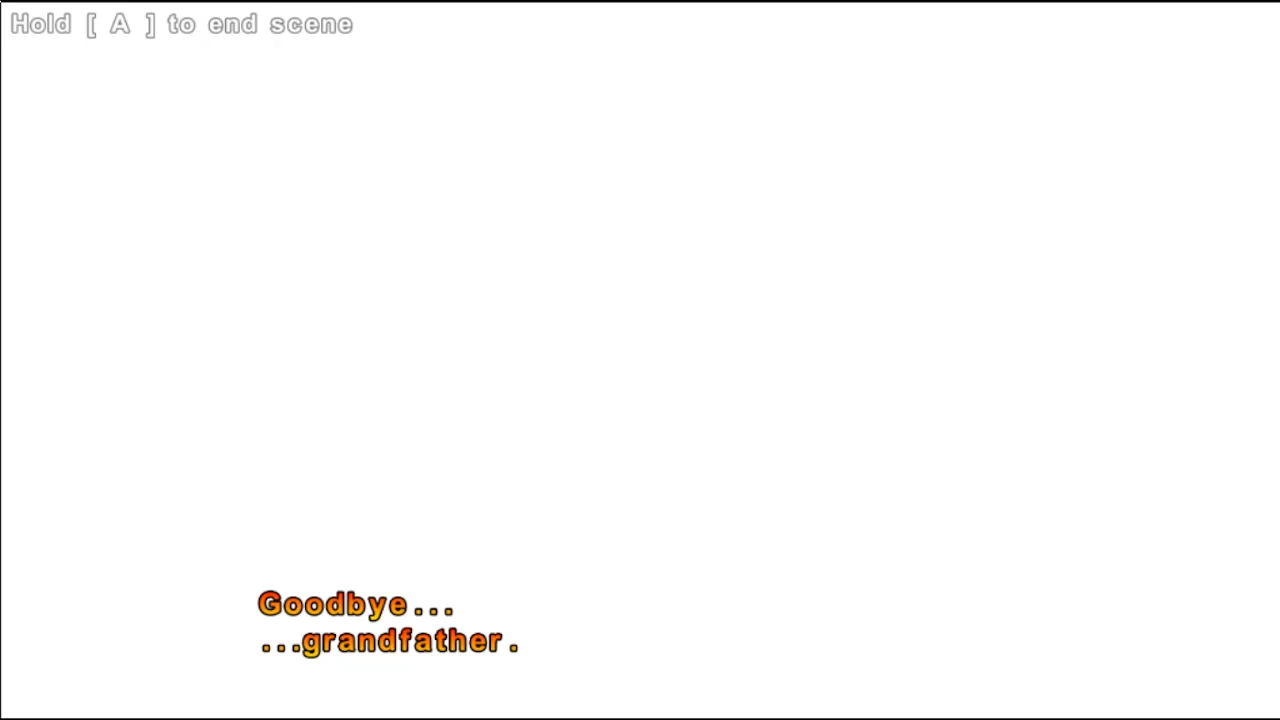 Hold [ A ] to end scene
Goodbye...
...grandfather.